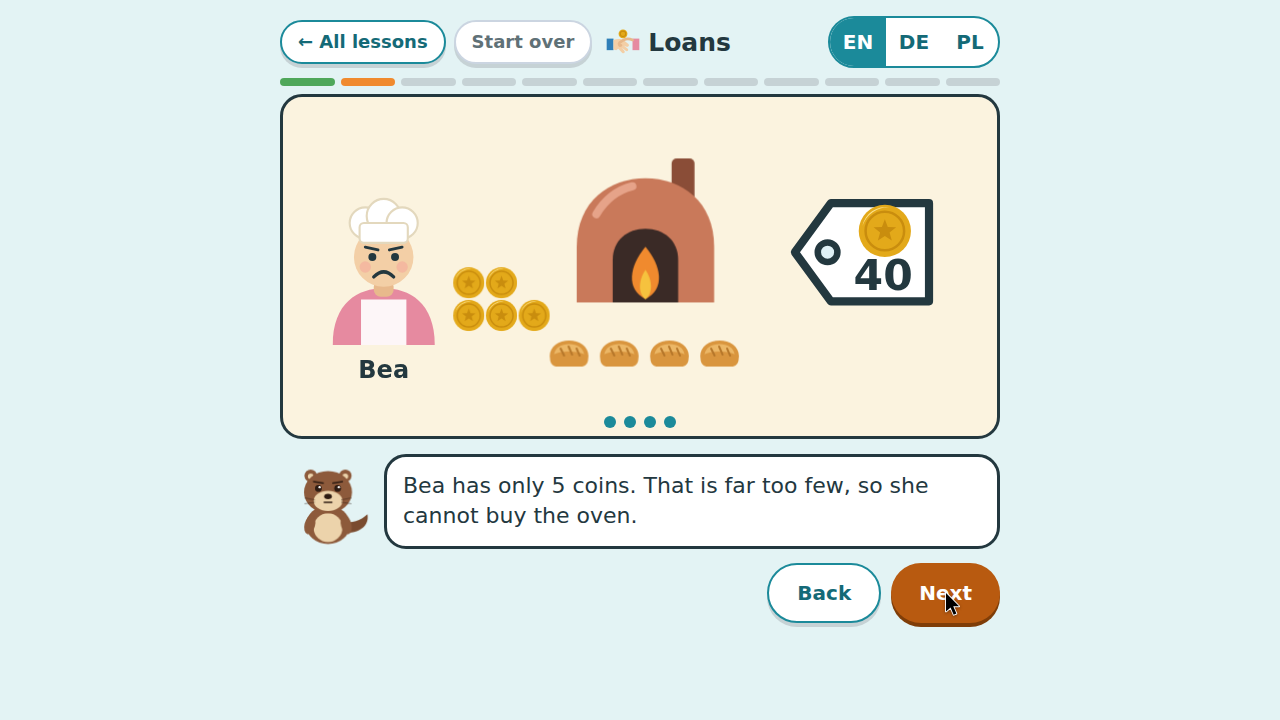 ← All lessons
Start over
Loans
EN
DE
PL
40
Bea
Bea has only 5 coins. That is far too few, so she
cannot buy the oven.
Back
Next